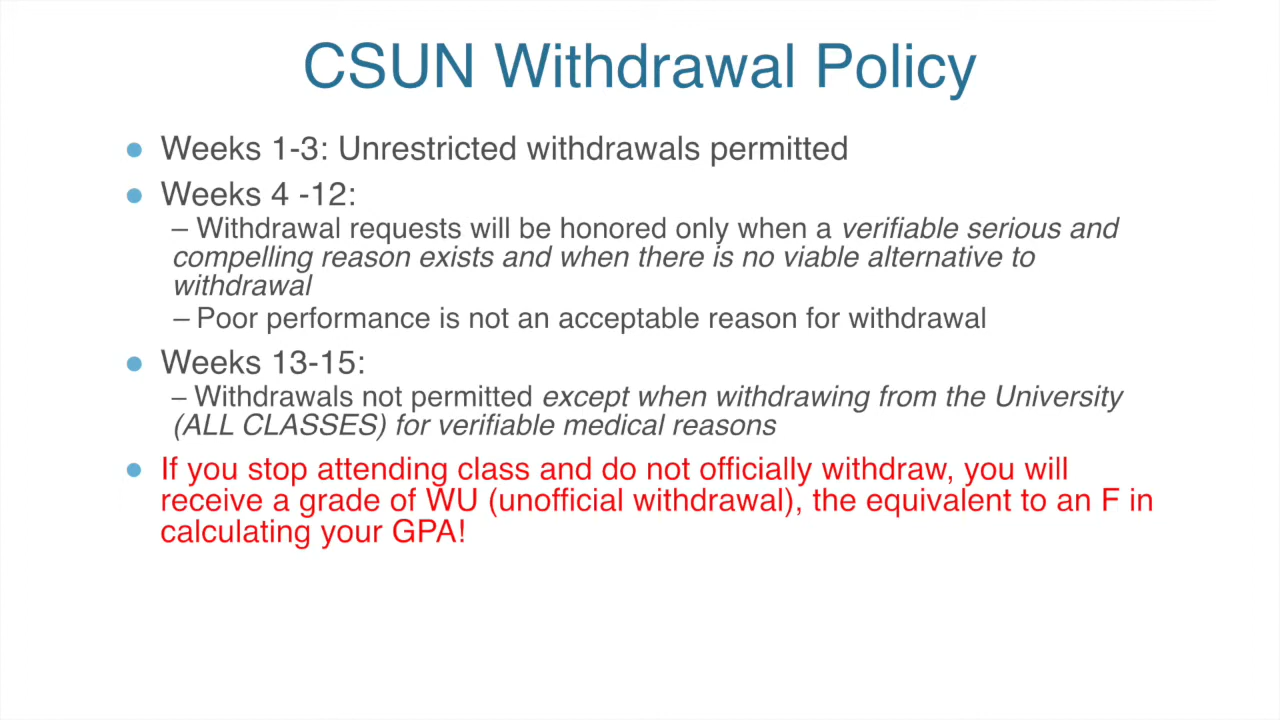 CSUN Withdrawal Policy
● Weeks 1-3: Unrestricted withdrawals permitted
● Weeks 4 -12:
– Withdrawal requests will be honored only when a verifiable serious and
compelling reason exists and when there is no viable alternative to
withdrawal
– Poor performance is not an acceptable reason for withdrawal
● Weeks 13-15:
– Withdrawals not permitted except when withdrawing from the University
(ALL CLASSES) for verifiable medical reasons
● If you stop attending class and do not officially withdraw, you will
receive a grade of WU (unofficial withdrawal), the equivalent to an F in
calculating your GPA!